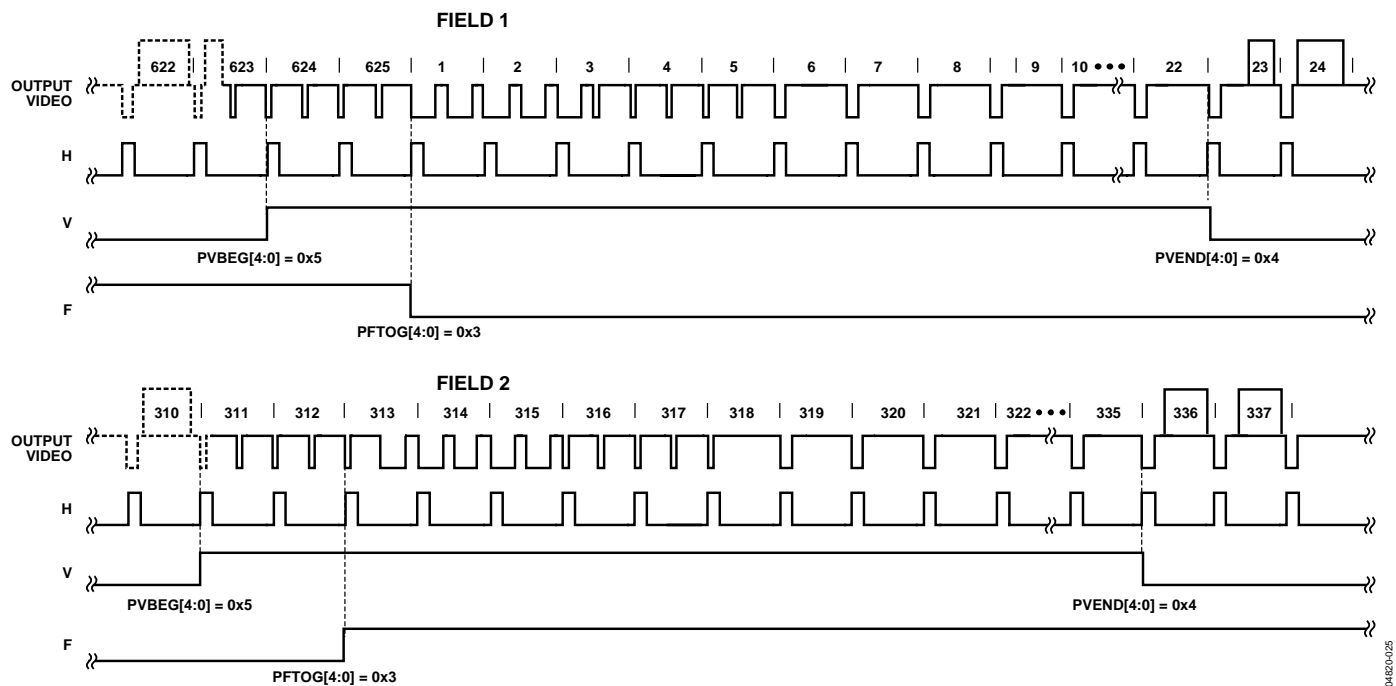 FIELD 1
622 623 624 625 1 2 3 4 5 6 7 8 9 10 ••• 22 23 24
OUTPUT
VIDEO
H
V
PVBEG[4:0] = 0x5 PVEND[4:0] = 0x4
F
PFTOG[4:0] = 0x3
FIELD 2
310 311 312 313 314 315 316 317 318 319 320 321 322 ••• 335 336 337
OUTPUT
VIDEO
H
V
PVBEG[4:0] = 0x5 PVEND[4:0] = 0x4
F
PFTOG[4:0] = 0x3
04820-025